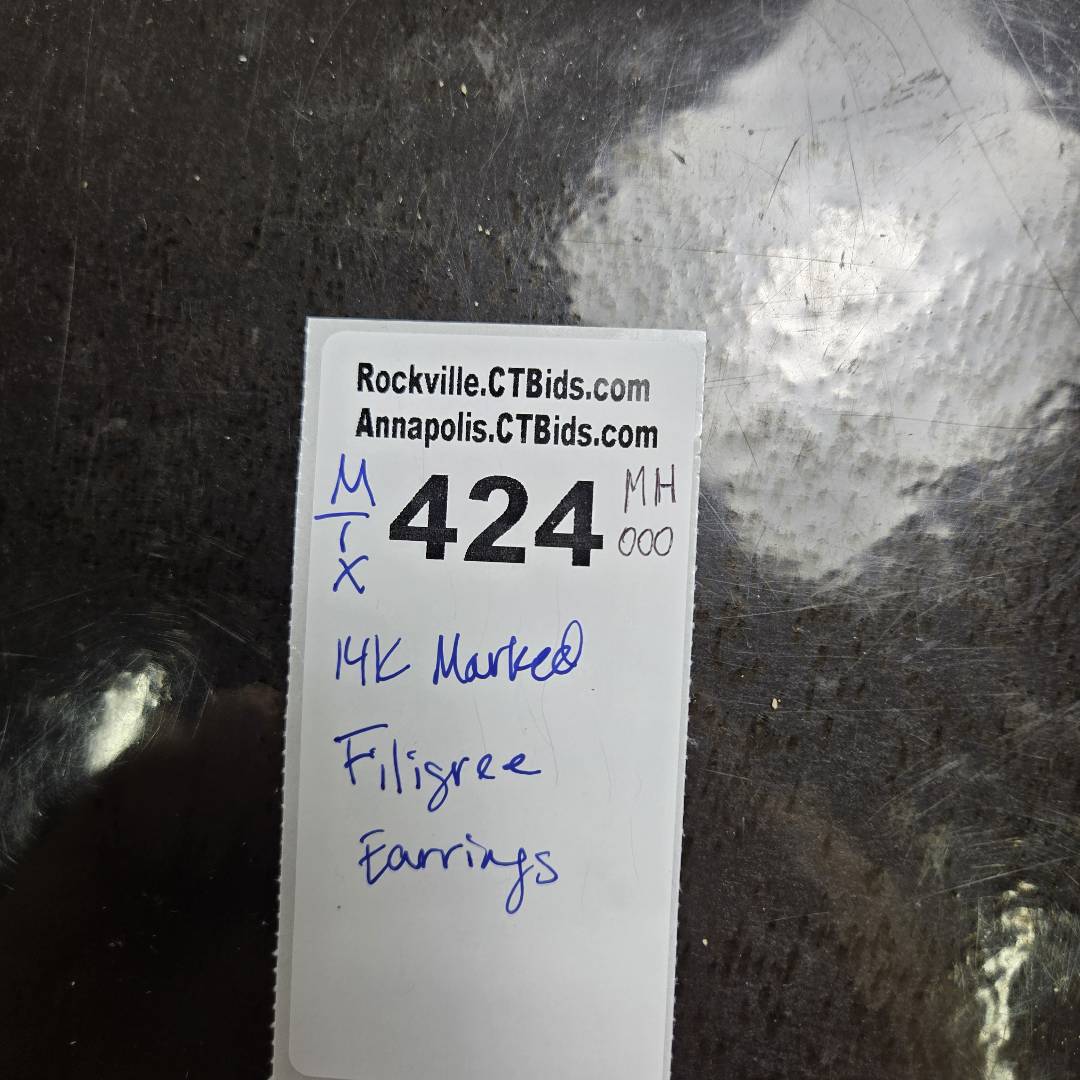 Rockville.CTBids.com
Annapolis.CTBids.com
424
MH
000
14K Marked
Filigree
Earrings